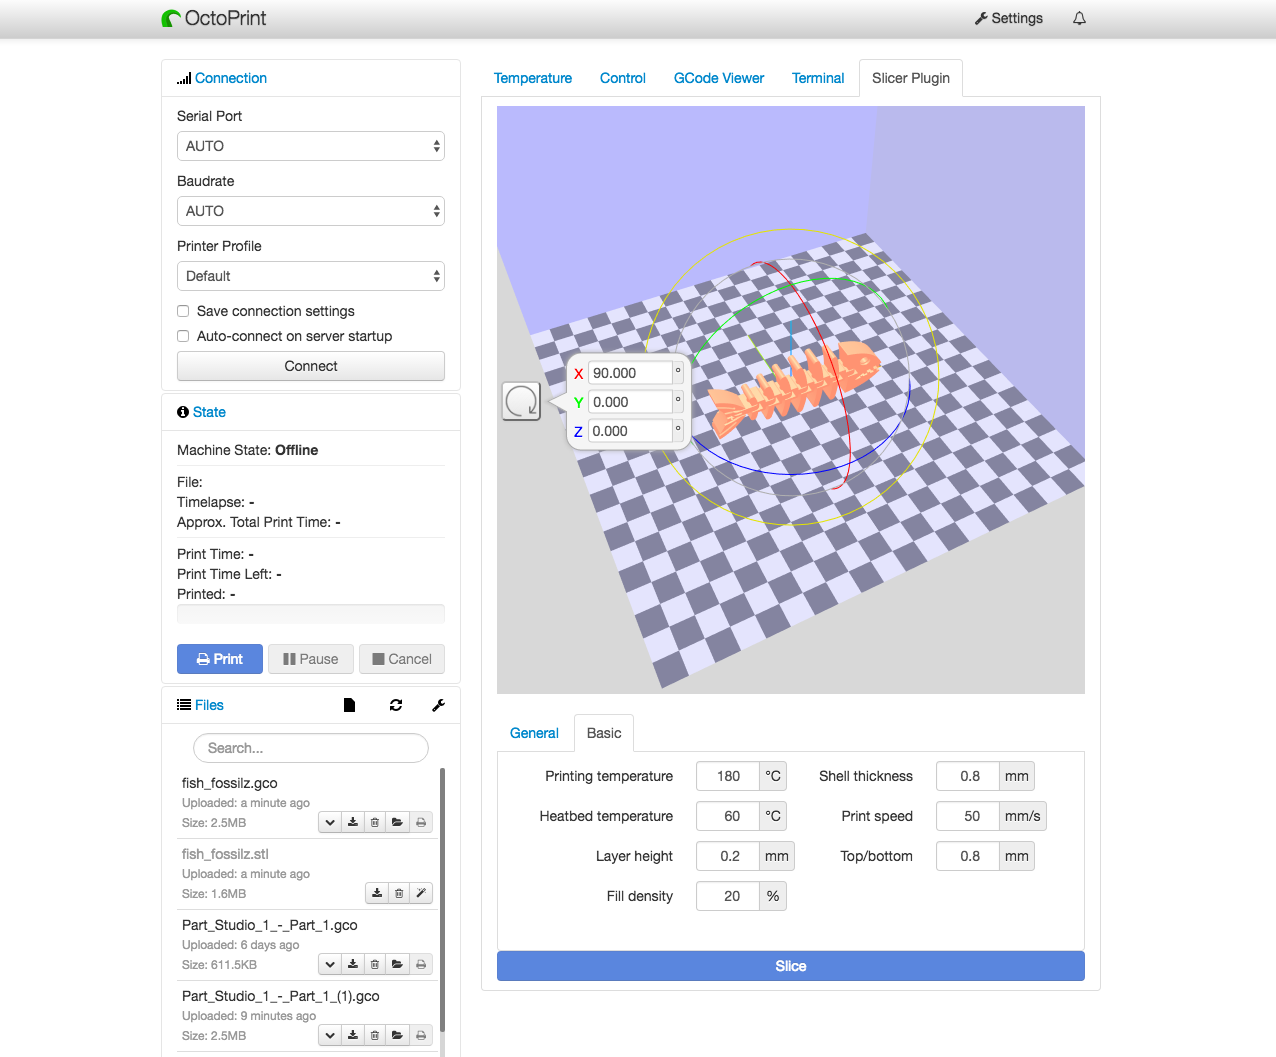 OctoPrint
Settings
Connection
Serial Port
AUTO
Baudrate
AUTO
Printer Profile
Default
Save connection settings
Auto-connect on server startup
Connect
State
Machine State: Offline
File:
Timelapse: -
Approx. Total Print Time: -
Print Time: -
Print Time Left: -
Printed: -
Print
Pause
Cancel
Files
Search...
fish_fossilz.gco
Uploaded: a minute ago
Size: 2.5MB
fish_fossilz.stl
Uploaded: a minute ago
Size: 1.6MB
Part_Studio_1_-_Part_1.gco
Uploaded: 6 days ago
Size: 611.5KB
Part_Studio_1_-_Part_1_(1).gco
Uploaded: 9 minutes ago
Size: 2.5MB
Temperature
Control
GCode Viewer
Terminal
Slicer Plugin
X 90.000 °
Y 0.000 °
Z 0.000 °
General
Basic
Printing temperature 180 °C
Shell thickness 0.8 mm
Heatbed temperature 60 °C
Print speed 50 mm/s
Layer height 0.2 mm
Top/bottom 0.8 mm
Fill density 20 %
Slice